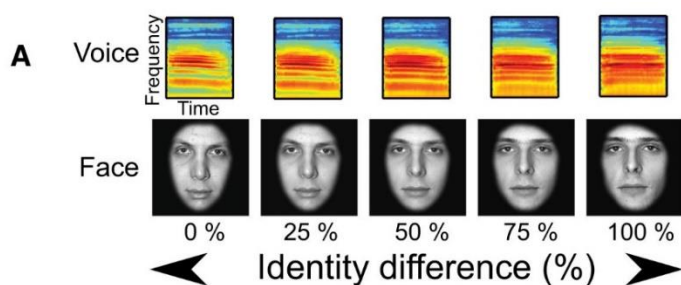 A
Voice
Frequency
Time
Face
0 %
25 %
50 %
75 %
100 %
Identity difference (%)